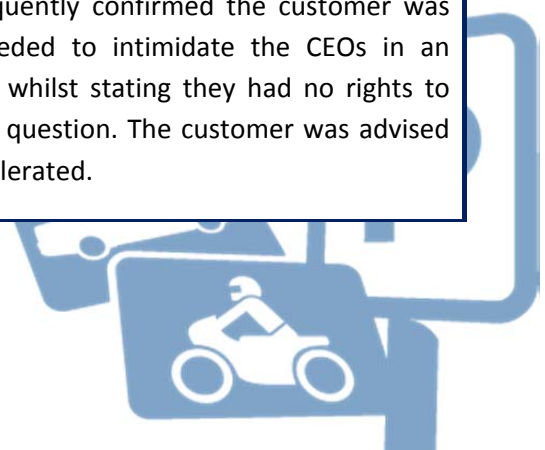 quently confirmed the customer was
eded to intimidate the CEOs in an
whilst stating they had no rights to
question. The customer was advised
lerated.